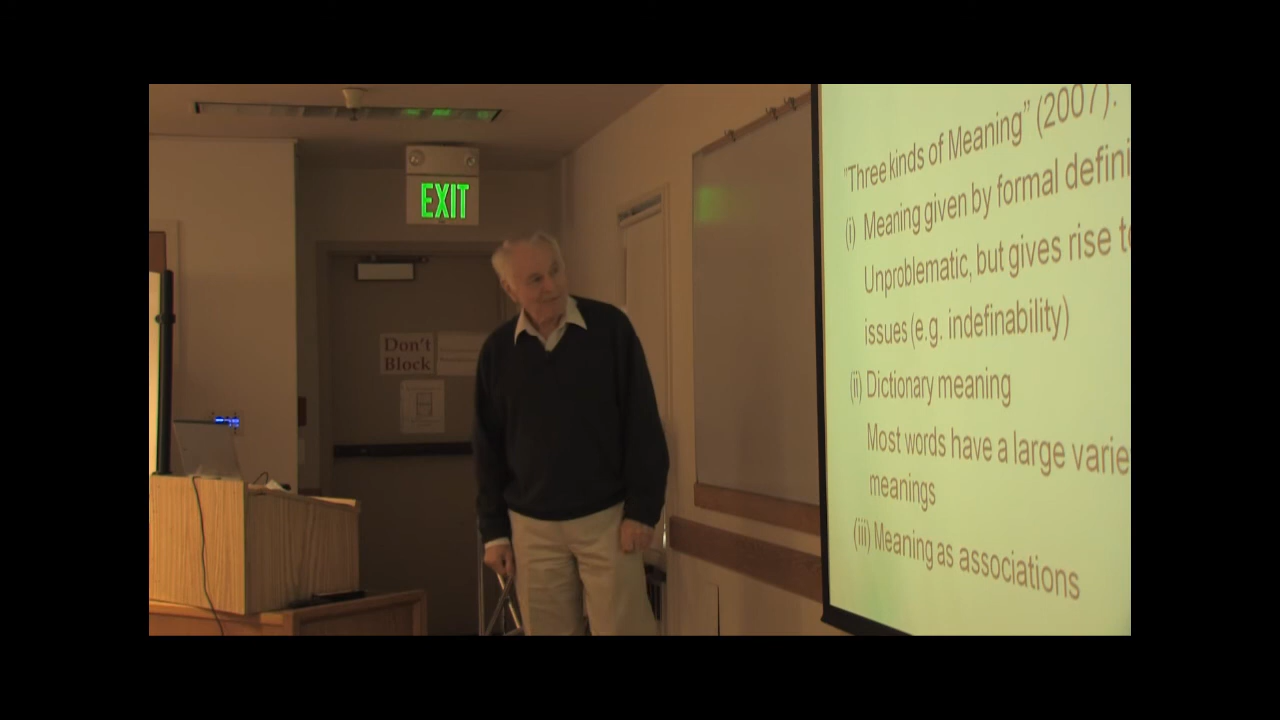 EXIT
Don't
Block
"Three kinds of Meaning" (2007).
(i) Meaning given by formal defini
Unproblematic, but gives rise t
issues (e.g. indefinability)
(ii) Dictionary meaning
Most words have a large varie
meanings
(iii) Meaning as associations